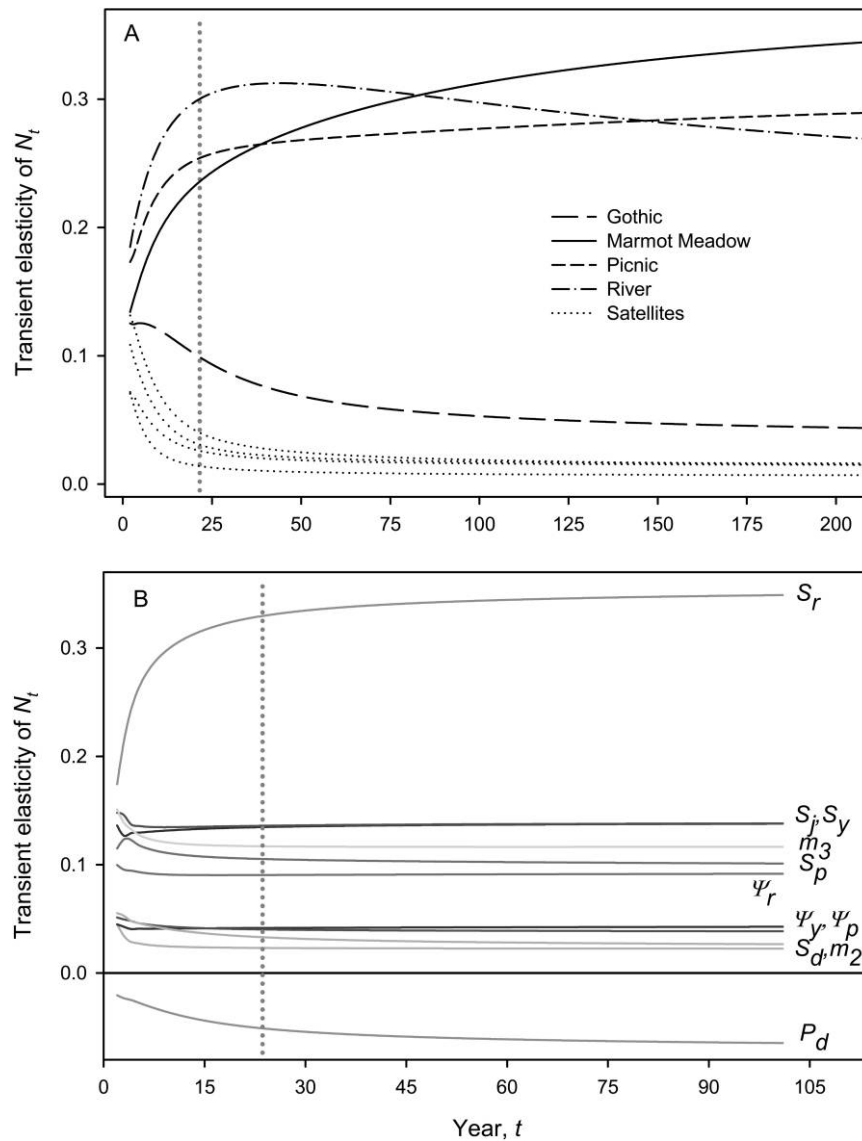 A
Transient elasticity of N_t
0.3
0.2
0.1
0.0
Gothic
Marmot Meadow
Picnic
River
Satellites
0 25 50 75 100 125 150 175 200
B
Transient elasticity of N_t
0.3
0.2
0.1
0.0
S_r
S_j,S_y
m_3
S_p
Ψ_r
Ψ_y,Ψ_p
S_d,m_2
P_d
0 15 30 45 60 75 90 105
Year, t